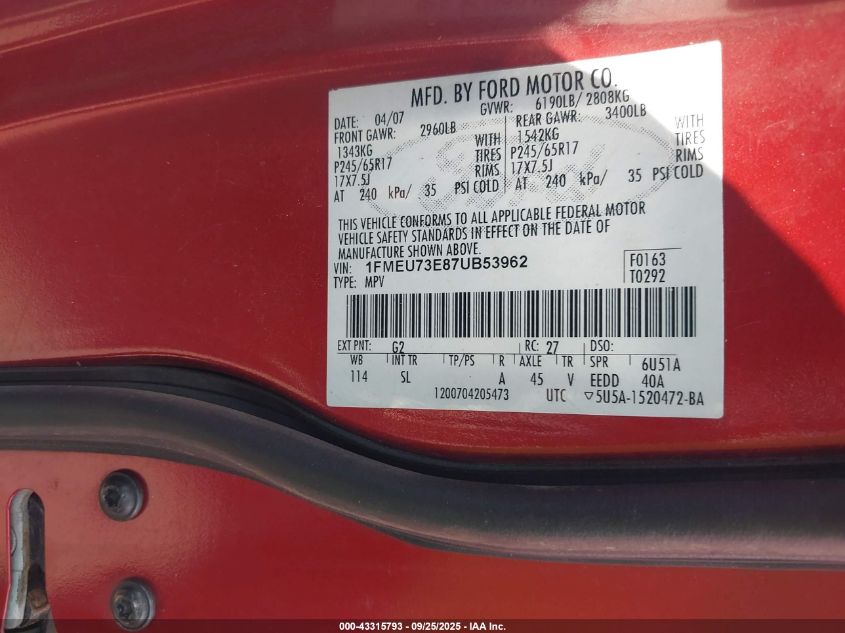 MFD. BY FORD MOTOR CO.
DATE: 04/07 GVWR: 6190LB/ 2808KG
FRONT GAWR: 2960LB REAR GAWR: 3400LB
1343KG WITH 1542KG WITH
P245/65R17 TIRES P245/65R17 TIRES
17X7.5J RIMS 17X7.5J RIMS
AT 240 kPa/ 35 PSI COLD AT 240 kPa/ 35 PSI COLD
THIS VEHICLE CONFORMS TO ALL APPLICABLE FEDERAL MOTOR
VEHICLE SAFETY STANDARDS IN EFFECT ON THE DATE OF
MANUFACTURE SHOWN ABOVE.
VIN: 1FMEU73E87UB53962 F0163
TYPE: MPV T0292
EXT PNT: G2 RC: 27 DSO:
WB INT TR TP/PS R AXLE TR SPR 6U51A
114 SL A 45 V EEDD 40A
1200704205473 UTC ▽5U5A-1520472-BA
000-43315793 - 09/25/2025 - IAA Inc.